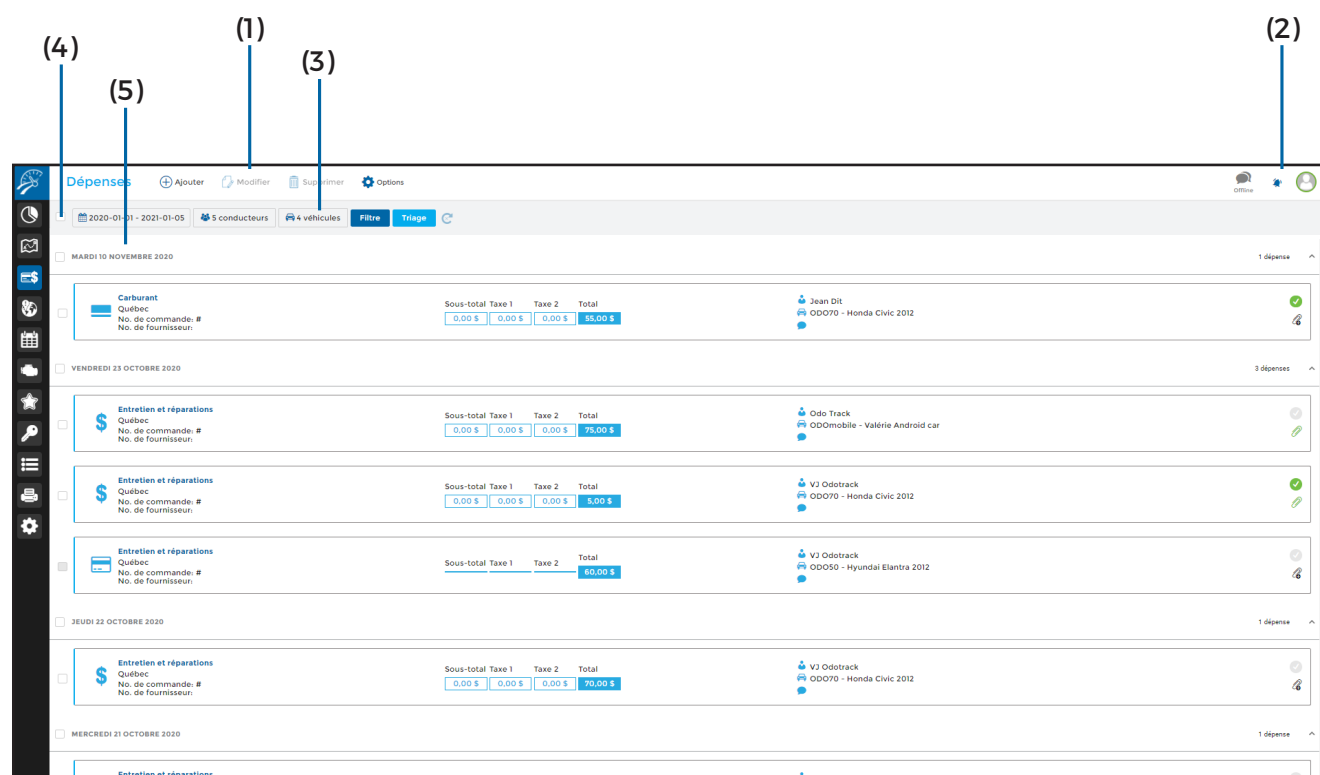 (1)
(2)
(4)
(3)
(5)
Dépenses Ajouter Modifier Supprimer Options Offline
2020-01-01 - 2021-01-05 5 conducteurs 4 véhicules Filtre Triage
MARDI 10 NOVEMBRE 2020 1 dépense
Carburant
Québec
No. de commande: #
No. de fournisseur:
Sous-total Taxe 1 Taxe 2 Total
0,00 $ 0,00 $ 0,00 $ 55,00 $
Jean Dit
ODO70 - Honda Civic 2012
VENDREDI 23 OCTOBRE 2020 3 dépenses
Entretien et réparations
Québec
No. de commande: #
No. de fournisseur:
Sous-total Taxe 1 Taxe 2 Total
0,00 $ 0,00 $ 0,00 $ 75,00 $
Odo Track
ODOmobile - Valérie Android car
Entretien et réparations
Québec
No. de commande: #
No. de fournisseur:
Sous-total Taxe 1 Taxe 2 Total
0,00 $ 0,00 $ 0,00 $ 5,00 $
VJ Odotrack
ODO70 - Honda Civic 2012
Entretien et réparations
Québec
No. de commande: #
No. de fournisseur:
Sous-total Taxe 1 Taxe 2 Total
60,00 $
VJ Odotrack
ODO50 - Hyundai Elantra 2012
JEUDI 22 OCTOBRE 2020 1 dépense
Entretien et réparations
Québec
No. de commande: #
No. de fournisseur:
Sous-total Taxe 1 Taxe 2 Total
0,00 $ 0,00 $ 0,00 $ 70,00 $
VJ Odotrack
ODO70 - Honda Civic 2012
MERCREDI 21 OCTOBRE 2020 1 dépense
Entretien et réparations